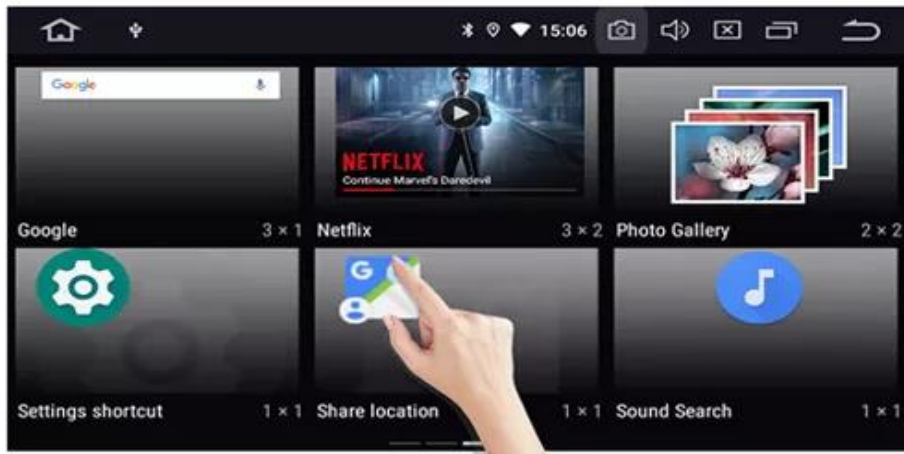 15:06
Google
NETFLIX
Continue Marvel's Daredevil
Google 3 × 1
Netflix 3 × 2
Photo Gallery 2 × 2
G
Settings shortcut 1 × 1
Share location 1 × 1
Sound Search 1 × 1